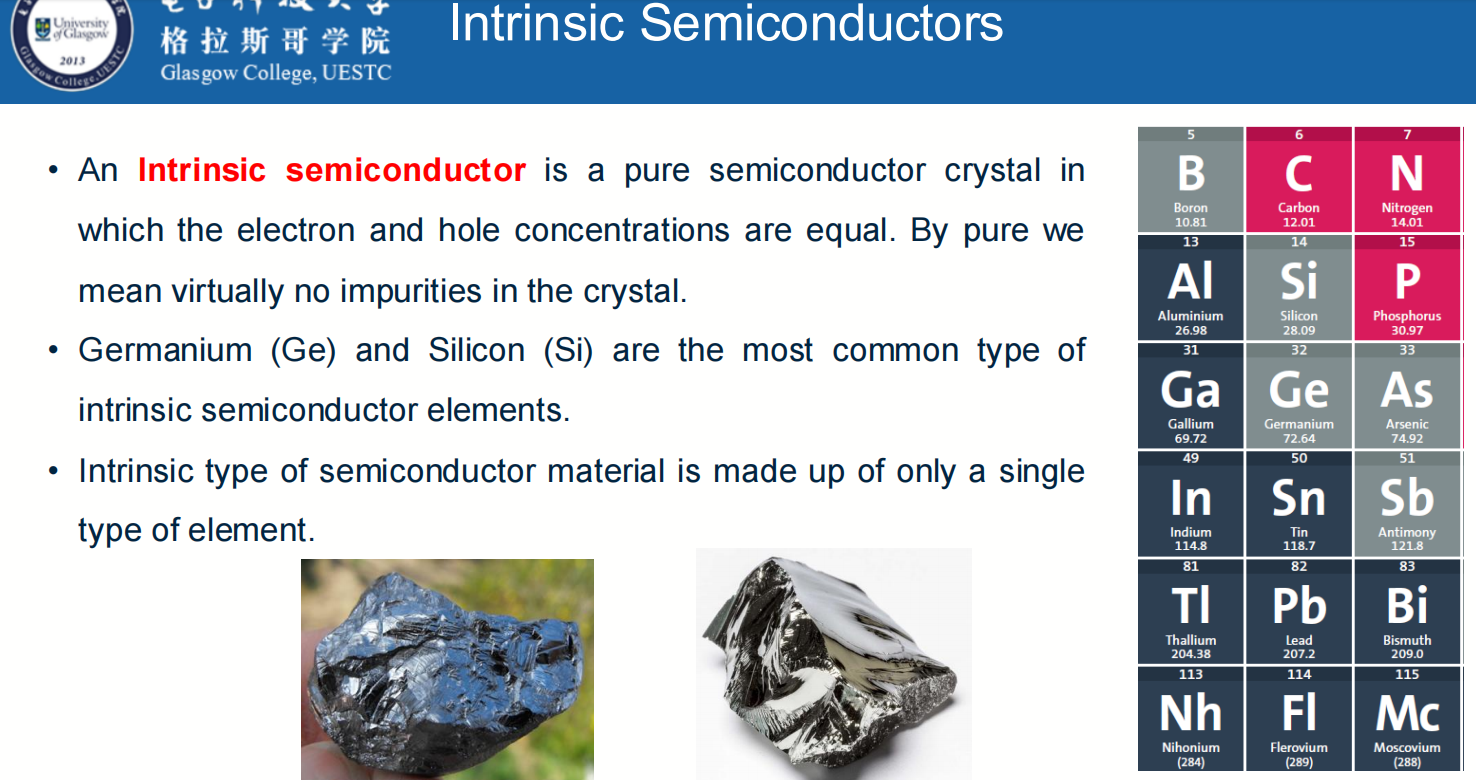 University
of Glasgow
2013
Glasgow College, UESTC
格拉斯哥学院
Glasgow College, UESTC
Intrinsic Semiconductors
• An Intrinsic semiconductor is a pure semiconductor crystal in
which the electron and hole concentrations are equal. By pure we
mean virtually no impurities in the crystal.
• Germanium (Ge) and Silicon (Si) are the most common type of
intrinsic semiconductor elements.
• Intrinsic type of semiconductor material is made up of only a single
type of element.
5 6 7
B C N
Boron Carbon Nitrogen
10.81 12.01 14.01
13 14 15
Al Si P
Aluminium Silicon Phosphorus
26.98 28.09 30.97
31 32 33
Ga Ge As
Gallium Germanium Arsenic
69.72 72.64 74.92
49 50 51
In Sn Sb
Indium Tin Antimony
114.8 118.7 121.8
81 82 83
Tl Pb Bi
Thallium Lead Bismuth
204.38 207.2 209.0
113 114 115
Nh Fl Mc
Nihonium Flerovium Moscovium
(284) (289) (288)